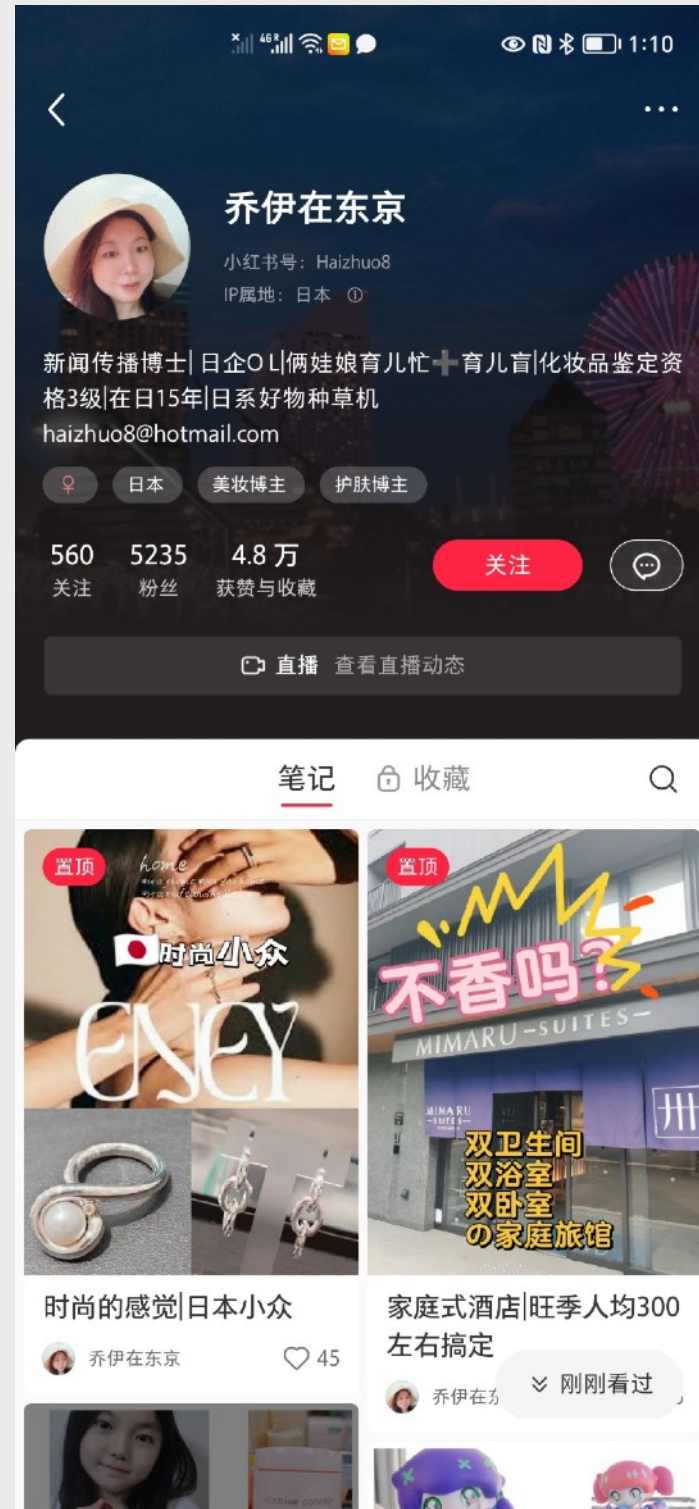 4G 1:10
乔伊在东京
小红书号：Haizhuo8
IP属地：日本
新闻传播博士| 日企O L|俩娃娘育儿忙➕育儿盲|化妆品鉴定资
格3级|在日15年|日系好物种草机
haizhuo8@hotmail.com
♀ 日本 美妆博主 护肤博主
560 5235 4.8 万
关注 粉丝 获赞与收藏
关注
直播 查看直播动态
笔记 收藏
置顶
home
时尚小众
ENEY
时尚的感觉|日本小众
乔伊在东京 45
置顶
不香吗?
MIMARU-SUITES-
MIMARU
-SUITES-
双卫生间
双浴室
双卧室
の家庭旅馆
家庭式酒店|旺季人均300
左右搞定
乔伊在东
刚刚看过